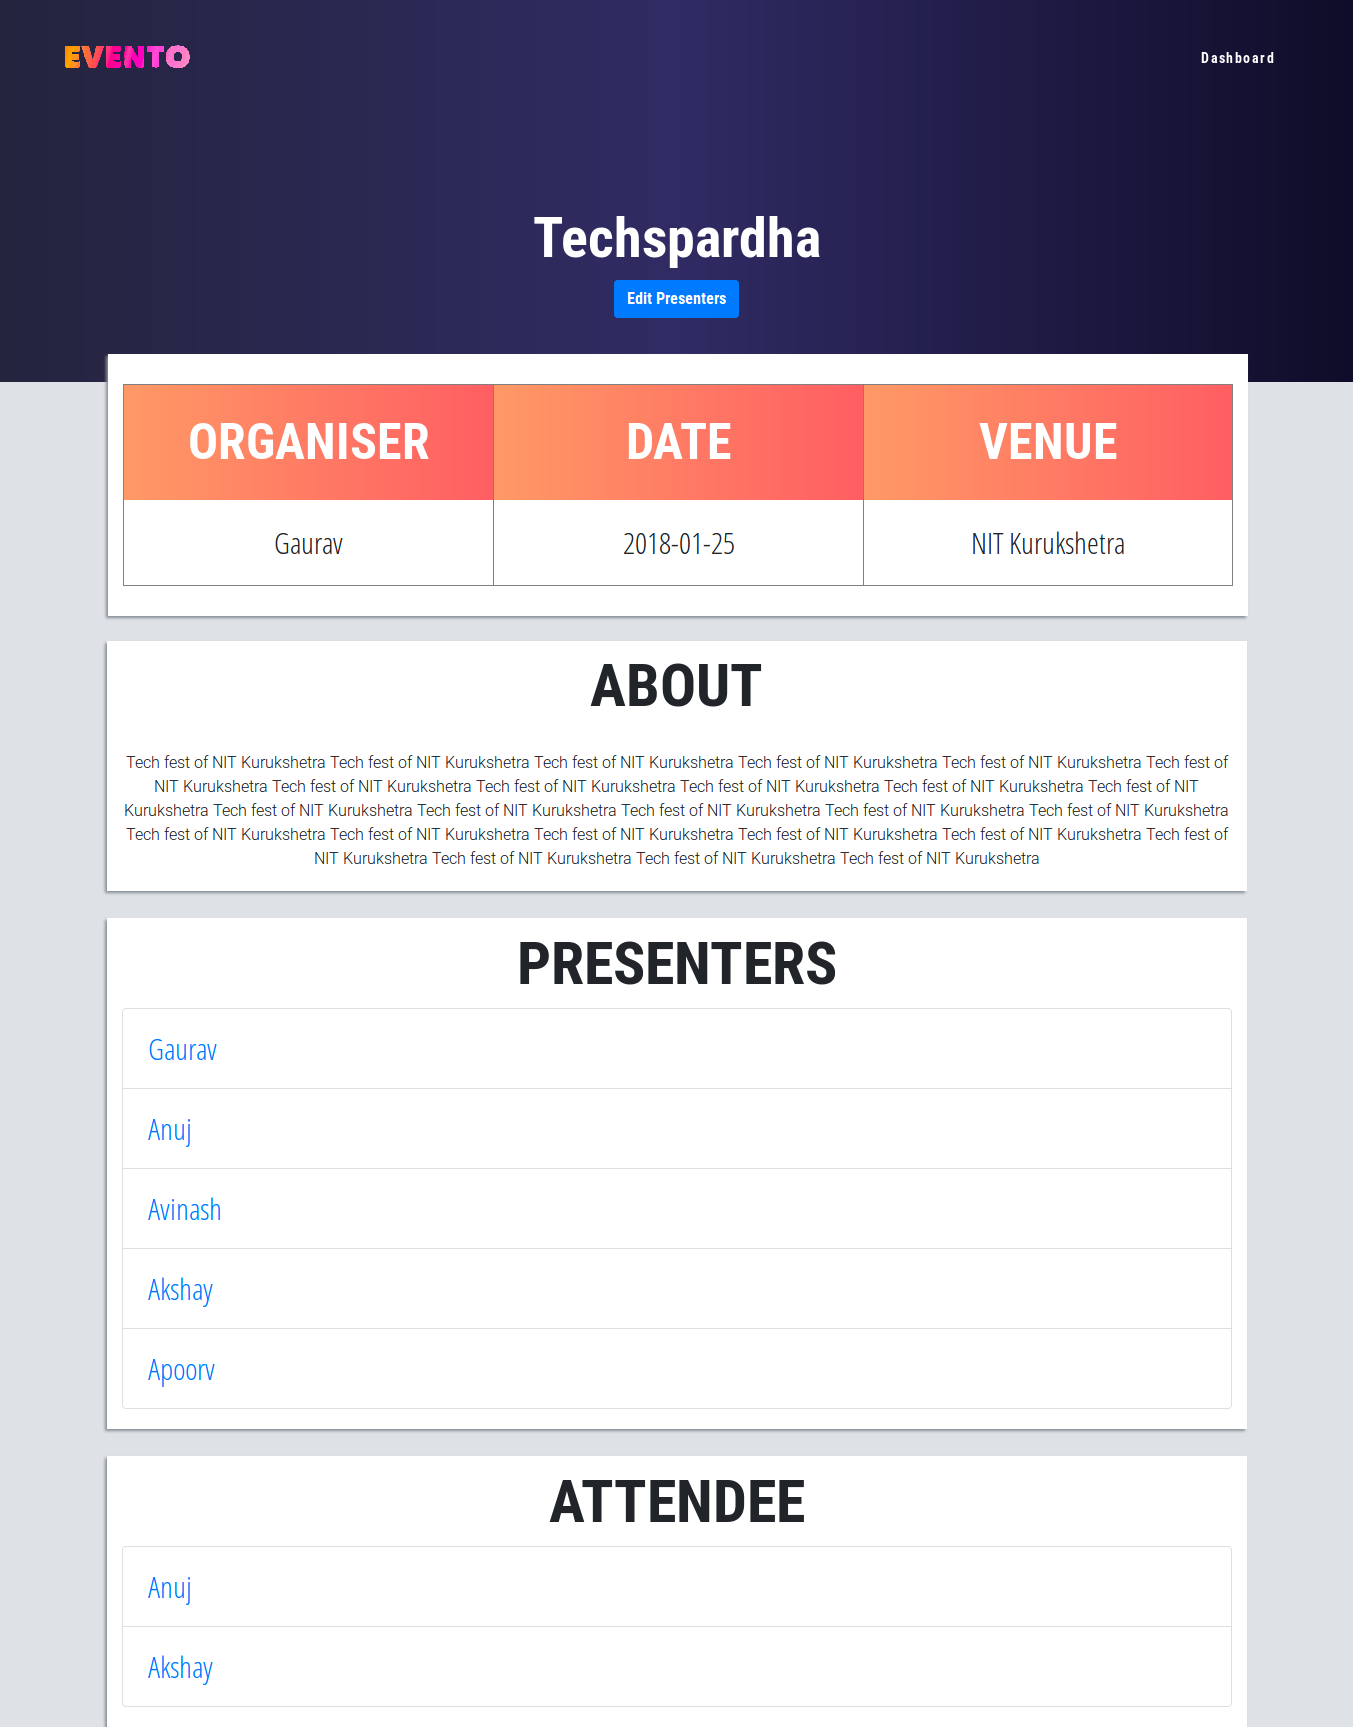 EVENTO
Dashboard
Techspardha
Edit Presenters
ORGANISER DATE VENUE
Gaurav 2018-01-25 NIT Kurukshetra
ABOUT
Tech fest of NIT Kurukshetra Tech fest of NIT Kurukshetra Tech fest of NIT Kurukshetra Tech fest of NIT Kurukshetra Tech fest of NIT Kurukshetra Tech fest of
NIT Kurukshetra Tech fest of NIT Kurukshetra Tech fest of NIT Kurukshetra Tech fest of NIT Kurukshetra Tech fest of NIT Kurukshetra Tech fest of NIT
Kurukshetra Tech fest of NIT Kurukshetra Tech fest of NIT Kurukshetra Tech fest of NIT Kurukshetra Tech fest of NIT Kurukshetra Tech fest of NIT Kurukshetra
Tech fest of NIT Kurukshetra Tech fest of NIT Kurukshetra Tech fest of NIT Kurukshetra Tech fest of NIT Kurukshetra Tech fest of NIT Kurukshetra Tech fest of
NIT Kurukshetra Tech fest of NIT Kurukshetra Tech fest of NIT Kurukshetra Tech fest of NIT Kurukshetra
PRESENTERS
Gaurav
Anuj
Avinash
Akshay
Apoorv
ATTENDEE
Anuj
Akshay